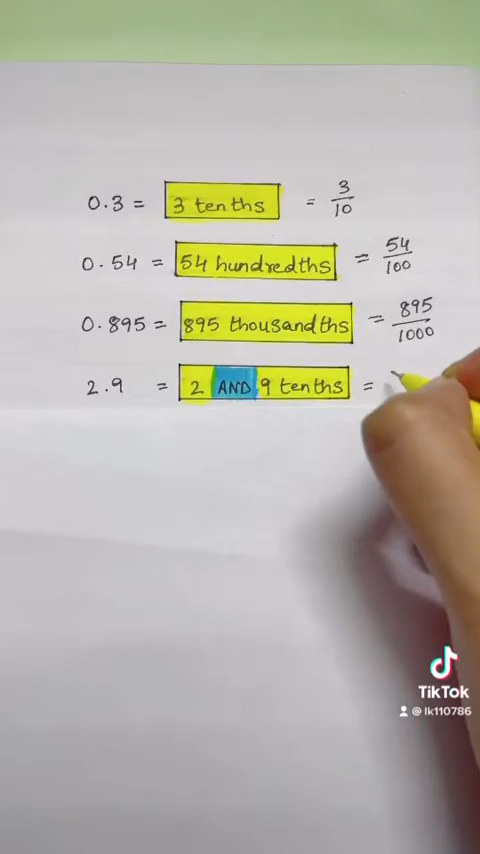 0.3 = 3 tenths = 3/10
0.54 = 54 hundredths = 54/100
0.895 = 895 thousandths = 895/1000
2.9 = 2 AND 9 tenths =
TikTok
@lk110786